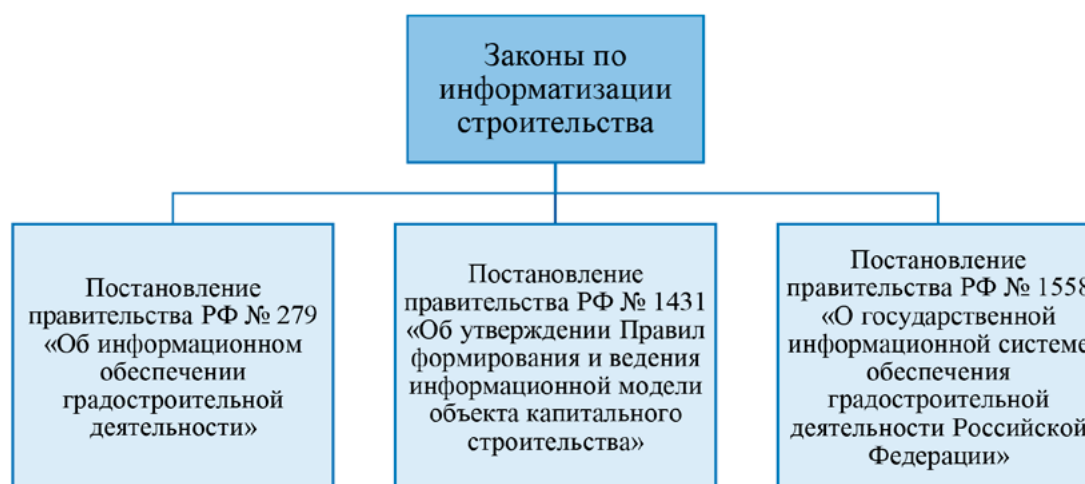 Законы по
информатизации
строительства
Постановление
правительства РФ № 279
«Об информационном
обеспечении
градостроительной
деятельности»
Постановление
правительства РФ № 1431
«Об утверждении Правил
формирования и ведения
информационной модели
объекта капитального
строительства»
Постановление
правительства РФ № 1558
«О государственной
информационной системе
обеспечения
градостроительной
деятельности Российской
Федерации»